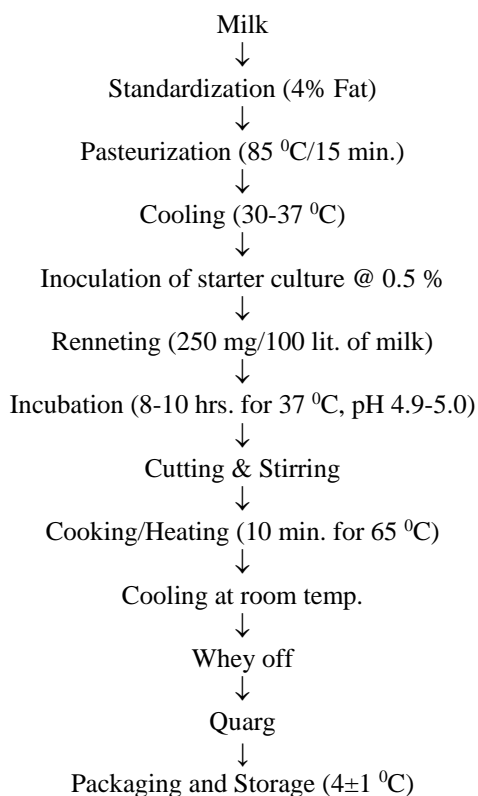 Milk
↓
Standardization (4% Fat)
↓
Pasteurization (85 ⁰C/15 min.)
↓
Cooling (30-37 ⁰C)
↓
Inoculation of starter culture @ 0.5 %
↓
Renneting (250 mg/100 lit. of milk)
↓
Incubation (8-10 hrs. for 37 ⁰C, pH 4.9-5.0)
↓
Cutting & Stirring
↓
Cooking/Heating (10 min. for 65 ⁰C)
↓
Cooling at room temp.
↓
Whey off
↓
Quarg
↓
Packaging and Storage (4±1 ⁰C)